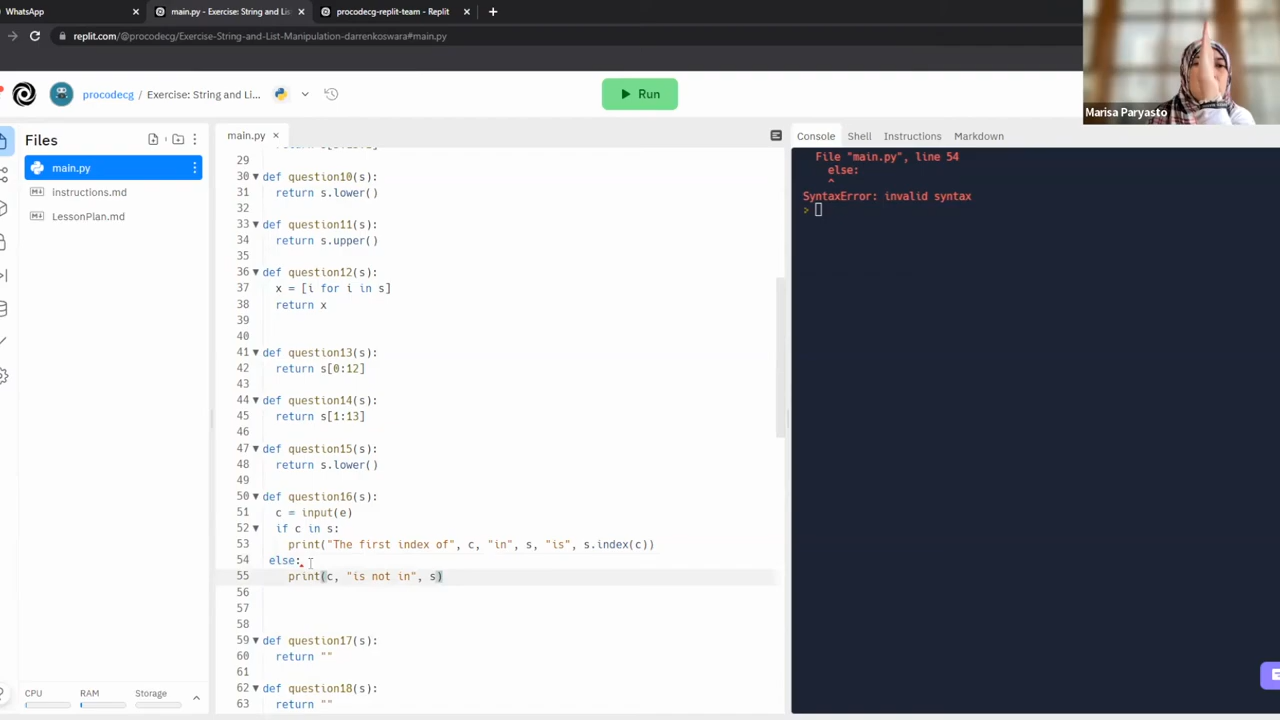 WhatsApp
main.py - Exercise: String and Lis
procodecg-replit-team - Replit
replit.com/@procodecg/Exercise-String-and-List-Manipulation-darrenkoswara#main.py
procodecg / Exercise: String and Li...
Run
Marisa Paryasto
Files
main.py
instructions.md
LessonPlan.md
CPU
RAM
Storage
main.py
29
30 def question10(s):
31 return s.lower()
32
33 def question11(s):
34 return s.upper()
35
36 def question12(s):
37 x = [i for i in s]
38 return x
39
40
41 def question13(s):
42 return s[0:12]
43
44 def question14(s):
45 return s[1:13]
46
47 def question15(s):
48 return s.lower()
49
50 def question16(s):
51 c = input(e)
52 if c in s:
53 print("The first index of", c, "in", s, "is", s.index(c))
54 else:
55 print(c, "is not in", s)
56
57
58
59 def question17(s):
60 return ""
61
62 def question18(s):
63 return ""
Console
Shell
Instructions
Markdown
File "main.py", line 54
else:
^
SyntaxError: invalid syntax
>